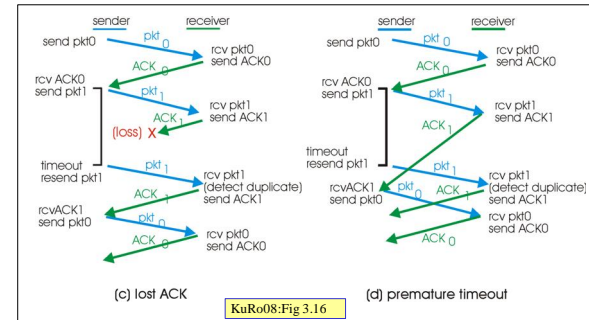 sender
receiver
send pkt0
pkt 0
rcv pkt0
send ACK0
ACK 0
rcv ACK0
send pkt1
pkt 1
rcv pkt1
send ACK1
ACK 1
(loss) X
timeout
resend pkt1
pkt 1
rcv pkt1
(detect duplicate)
send ACK1
ACK 1
rcvACK1
send pkt0
pkt 0
rcv pkt0
send ACK0
ACK 0
(c) lost ACK
sender
receiver
send pkt0
pkt 0
rcv pkt0
send ACK0
ACK 0
rcv ACK0
send pkt1
pkt 1
rcv pkt1
send ACK1
ACK 1
timeout
resend pkt1
pkt 1
rcv pkt1
(detect duplicate)
send ACK1
rcvACK1
send pkt0
pkt 0
ACK 1
rcv pkt0
send ACK0
ACK 0
(d) premature timeout
KuRo08:Fig 3.16